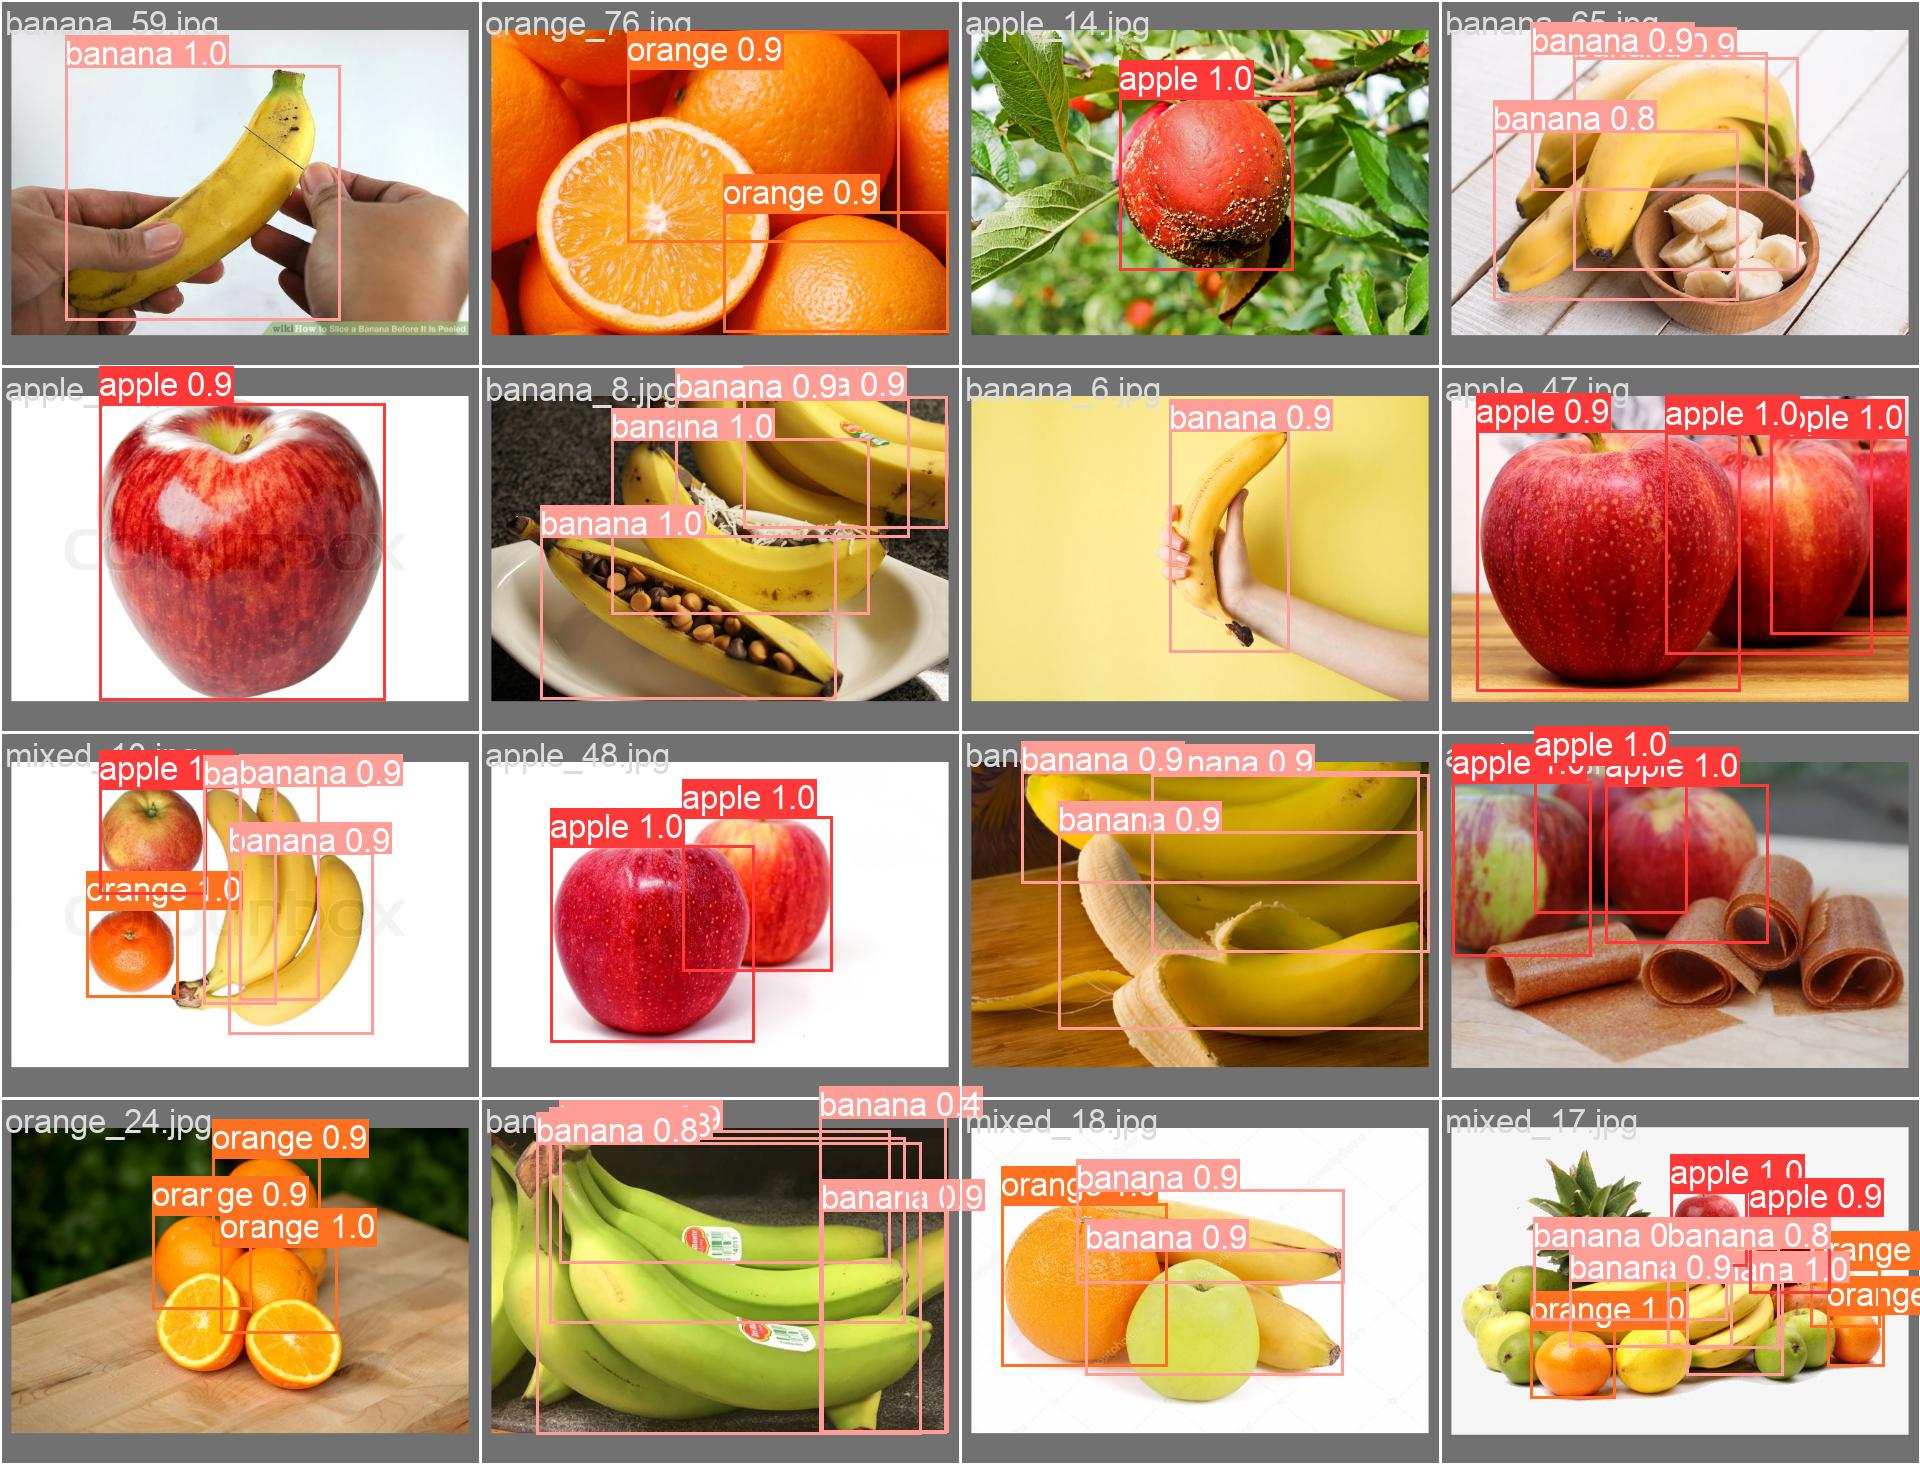 banana_59.jpg
banana 1.0
wikiHow to Slice a Banana Before It Is Peeled
orange_76.jpg
orange 0.9
orange 0.9
apple_14.jpg
apple 1.0
banana_65.jpg
banana 0.9
0.9
banana 0.8
apple_
apple 0.9
Colourbox
banana_8.jpg
banana 0.9
a 0.9
banana 1.0
banana 1.0
banana_6.jpg
banana 0.9
apple_47.jpg
apple 0.9
apple 1.0
pple 1.0
mixed_19.jpg
apple 1
ba
banana 0.9
banana 0.9
orange 1.0
Colourbox
apple_48.jpg
apple 1.0
apple 1.0
ban
banana 0.9
nana 0.9
banana 0.9
apple 1.0
apple 1.0
apple 1.0
orange_24.jpg
orange 0.9
oran
ge 0.9
orange 1.0
ban
banana 0.8
banana 0.4
banana 0.9
mixed_18.jpg
orang
banana 0.9
banana 0.9
mixed_17.jpg
apple 1.0
apple 0.9
banana 0
banana 0.8
range
banana 0.9
nana 1.0
orange 1.0
orange